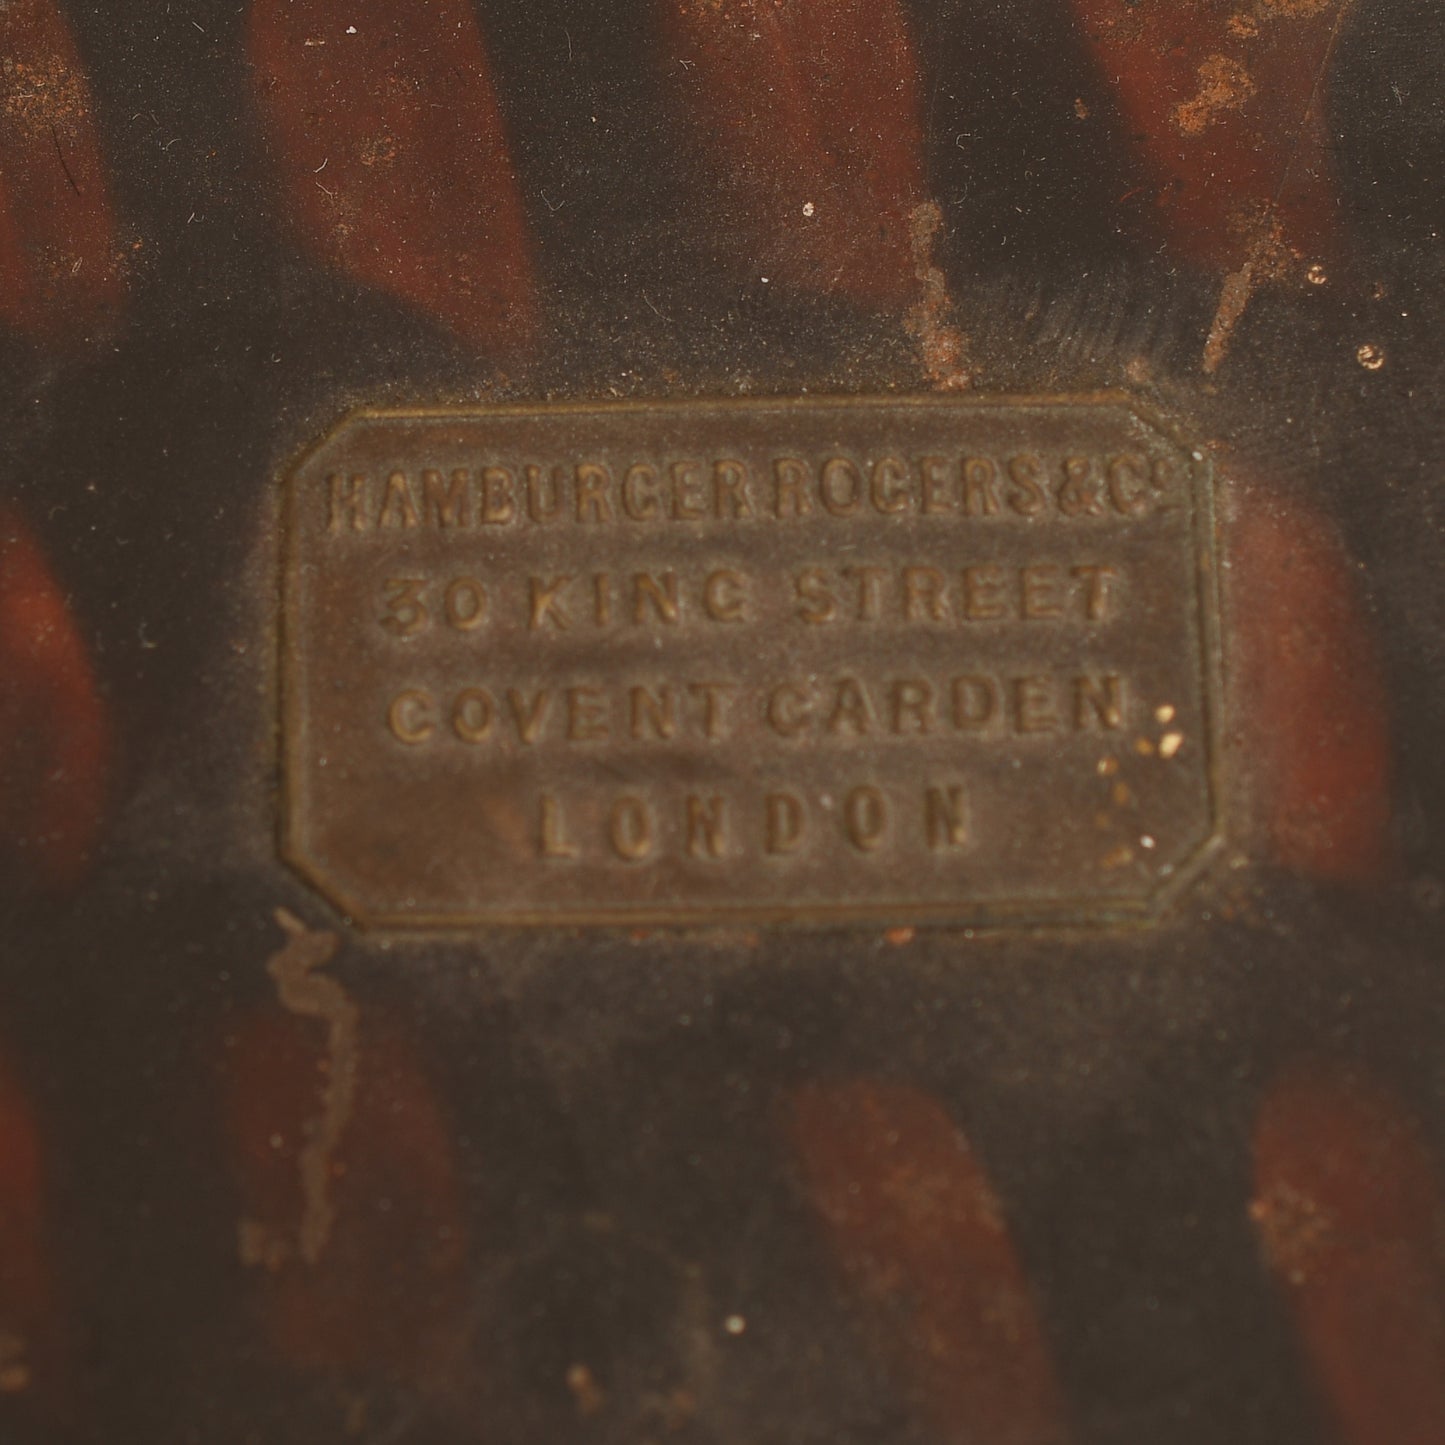 HAMBURGER ROGERS & Cº
30 KING STREET
COVENT GARDEN
LONDON